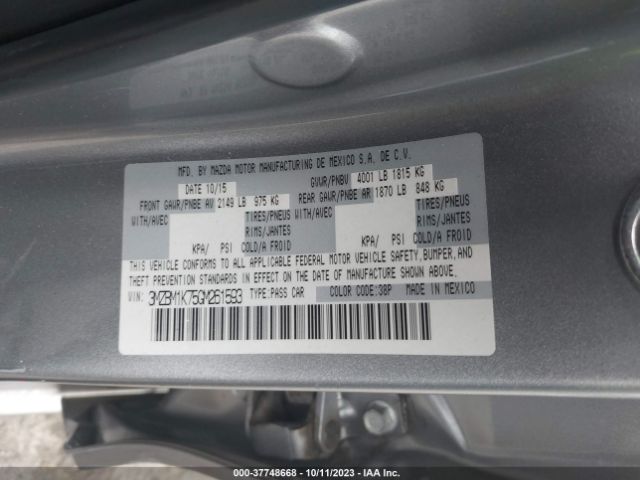 MFD. BY MAZDA MOTOR MANUFACTURING DE MEXICO S.A. DE C.V.
DATE 10/15 GVWR/PNBV 4001 LB 1815 KG
FRONT GAWR/PNBE AV 2149 LB 975 KG REAR GAWR/PNBE AR 1870 LB 848 KG
WITH/AVEC TIRES/PNEUS WITH/AVEC TIRES/PNEUS
RIMS/JANTES RIMS/JANTES
KPA/ PSI COLD/A FROID KPA/ PSI COLD/A FROID
THIS VEHICLE CONFORMS TO ALL APPLICABLE FEDERAL MOTOR VEHICLE SAFETY, BUMPER, AND
THEFT PREVENTION STANDARDS IN EFFECT ON THE DATE OF MANUFACTURE SHOWN ABOVE.
VIN: 3MZBM1K75GM261593 TYPE:PASS CAR COLOR CODE:38P MADE IN MEXICO
000-37748668 - 10/11/2023 - IAA Inc.